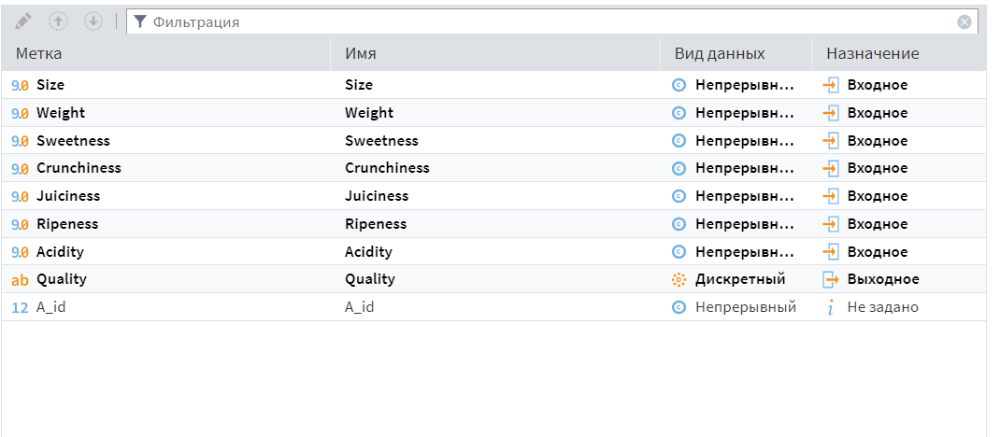 Фильтрация
Метка Имя Вид данных Назначение
9.0 Size Size Непрерывн... Входное
9.0 Weight Weight Непрерывн... Входное
9.0 Sweetness Sweetness Непрерывн... Входное
9.0 Crunchiness Crunchiness Непрерывн... Входное
9.0 Juiciness Juiciness Непрерывн... Входное
9.0 Ripeness Ripeness Непрерывн... Входное
9.0 Acidity Acidity Непрерывн... Входное
ab Quality Quality Дискретный Выходное
12 A_id A_id Непрерывный Не задано